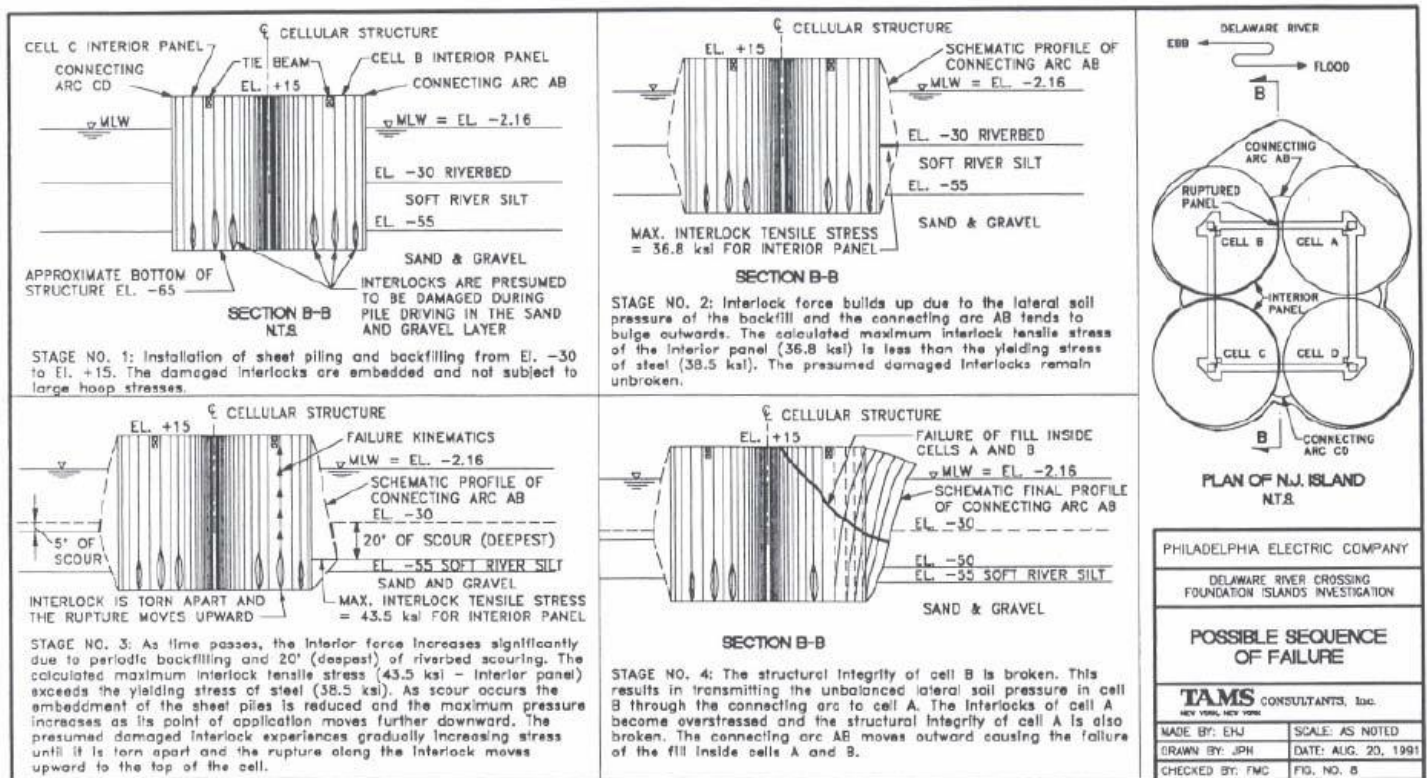 ℄ CELLULAR STRUCTURE
CELL C INTERIOR PANEL
CONNECTING
ARC CD
TIE BEAM
EL. +15
CELL B INTERIOR PANEL
CONNECTING ARC AB
MLW
MLW = EL. -2.16
EL. -30 RIVERBED
SOFT RIVER SILT
EL. -55
SAND & GRAVEL
APPROXIMATE BOTTOM OF
STRUCTURE EL. -65
SECTION B-B
N.T.S.
INTERLOCKS ARE PRESUMED
TO BE DAMAGED DURING
PILE DRIVING IN THE SAND
AND GRAVEL LAYER
STAGE NO. 1: Installation of sheet piling and backfilling from El. -30
to El. +15. The damaged interlocks are embedded and not subject to
large hoop stresses.
℄ CELLULAR STRUCTURE
EL. +15
SCHEMATIC PROFILE OF
CONNECTING ARC AB
MLW = EL. -2.16
EL. -30 RIVERBED
SOFT RIVER SILT
EL. -55
SAND & GRAVEL
MAX. INTERLOCK TENSILE STRESS
= 36.8 ksi FOR INTERIOR PANEL
SECTION B-B
STAGE NO. 2: Interlock force builds up due to the lateral soil
pressure of the backfill and the connecting arc AB tends to
bulge outwards. The calculated maximum interlock tensile stress
of the interior panel (36.8 ksi) is less than the yielding stress
of steel (38.5 ksi). The presumed damaged interlocks remain
unbroken.
℄ CELLULAR STRUCTURE
EL. +15
FAILURE KINEMATICS
MLW = EL. -2.16
SCHEMATIC PROFILE OF
CONNECTING ARC AB
EL. -30
5' OF
SCOUR
20' OF SCOUR (DEEPEST)
EL. -55 SOFT RIVER SILT
SAND AND GRAVEL
INTERLOCK IS TORN APART AND
THE RUPTURE MOVES UPWARD
MAX. INTERLOCK TENSILE STRESS
= 43.5 ksi FOR INTERIOR PANEL
STAGE NO. 3: As time passes, the interior force increases significantly
due to periodic backfilling and 20' (deepest) of riverbed scouring. The
calculated maximum interlock tensile stress (43.5 ksi - interior panel)
exceeds the yielding stress of steel (38.5 ksi). As scour occurs the
embeddment of the sheet piles is reduced and the maximum pressure
increases as its point of application moves further downward. The
presumed damaged interlock experiences gradually increasing stress
until it is torn apart and the rupture along the interlock moves
upward to the top of the cell.
℄ CELLULAR STRUCTURE
EL. +15
FAILURE OF FILL INSIDE
CELLS A AND B
MLW = EL. -2.16
SCHEMATIC FINAL PROFILE
OF CONNECTING ARC AB
EL. -30
EL. -50
EL. -55 SOFT RIVER SILT
SAND & GRAVEL
SECTION B-B
STAGE NO. 4: The structural integrity of cell B is broken. This
results in transmitting the unbalanced lateral soil pressure in cell
B through the connecting arc to cell A. The interlocks of cell A
become overstressed and the structural integrity of cell A is also
broken. The connecting arc AB moves outward causing the failure
of the fill inside cells A and B.
DELAWARE RIVER
EBB
FLOOD
B
CONNECTING
ARC AB
RUPTURED
PANEL
CELL B
CELL A
INTERIOR
PANEL
CELL C
CELL D
B
CONNECTING
ARC CD
PLAN OF N.J. ISLAND
N.T.S.
PHILADELPHIA ELECTRIC COMPANY
DELAWARE RIVER CROSSING
FOUNDATION ISLANDS INVESTIGATION
POSSIBLE SEQUENCE
OF FAILURE
TAMS CONSULTANTS, Inc.
NEW YORK, NEW YORK
MADE BY: EHJ
SCALE: AS NOTED
DRAWN BY: JPH
DATE: AUG. 20, 1991
CHECKED BY: FMC
FIG. NO. 8